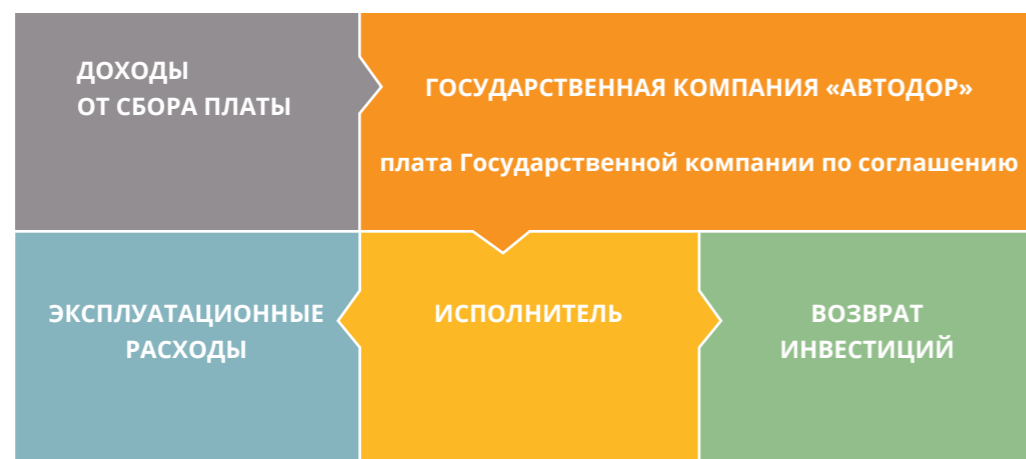 ДОХОДЫ
ОТ СБОРА ПЛАТЫ
ГОСУДАРСТВЕННАЯ КОМПАНИЯ «АВТОДОР»
плата Государственной компании по соглашению
ЭКСПЛУАТАЦИОННЫЕ
РАСХОДЫ
ИСПОЛНИТЕЛЬ
ВОЗВРАТ
ИНВЕСТИЦИЙ